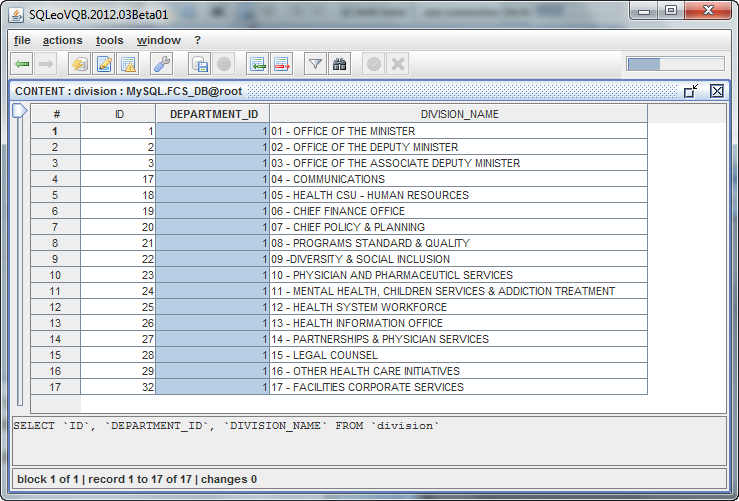 SQLeoVQB.2012.03Beta01
file actions tools window ?
CONTENT : division : MySQL.FCS_DB@root
# ID DEPARTMENT_ID DIVISION_NAME
1 1 1 01 - OFFICE OF THE MINISTER
2 2 1 02 - OFFICE OF THE DEPUTY MINISTER
3 3 1 03 - OFFICE OF THE ASSOCIATE DEPUTY MINISTER
4 17 1 04 - COMMUNICATIONS
5 18 1 05 - HEALTH CSU - HUMAN RESOURCES
6 19 1 06 - CHIEF FINANCE OFFICE
7 20 1 07 - CHIEF POLICY & PLANNING
8 21 1 08 - PROGRAMS STANDARD & QUALITY
9 22 1 09 -DIVERSITY & SOCIAL INCLUSION
10 23 1 10 - PHYSICIAN AND PHARMACEUTICL SERVICES
11 24 1 11 - MENTAL HEALTH, CHILDREN SERVICES & ADDICTION TREATMENT
12 25 1 12 - HEALTH SYSTEM WORKFORCE
13 26 1 13 - HEALTH INFORMATION OFFICE
14 27 1 14 - PARTNERSHIPS & PHYSICIAN SERVICES
15 28 1 15 - LEGAL COUNSEL
16 29 1 16 - OTHER HEALTH CARE INITIATIVES
17 32 1 17 - FACILITIES CORPORATE SERVICES
SELECT `ID`, `DEPARTMENT_ID`, `DIVISION_NAME` FROM `division`
block 1 of 1 | record 1 to 17 of 17 | changes 0